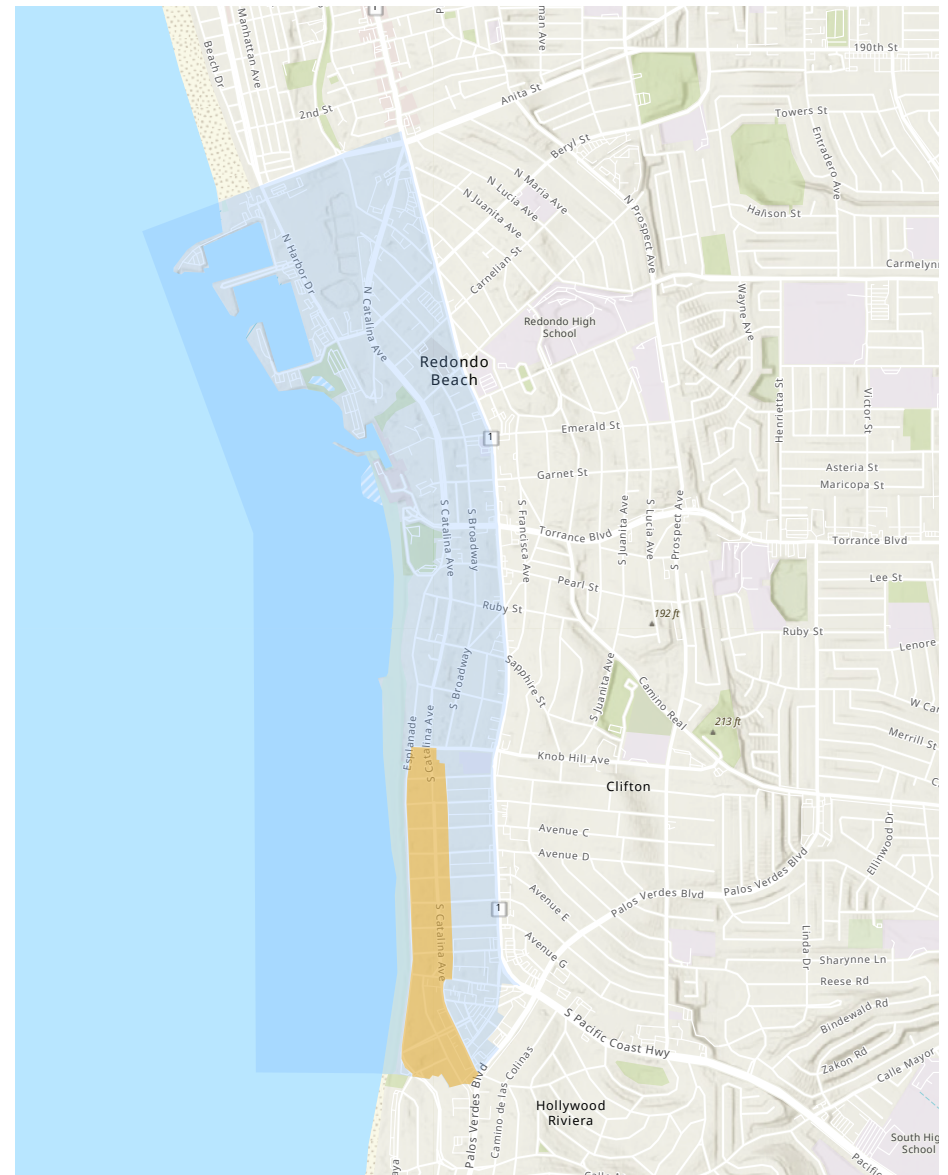 1
Manhattan Ave
Beach Dr
190th St
Anita St
2nd St
Towers St
Entradero Ave
Beryl St
N Maria Ave
N Lucia Ave
N Juanita Ave
N Prospect Ave
Halison St
N Harbor Dr
Carnelian St
N Catalina Ave
Wayne Ave
Redondo High
School
Redondo
Beach
Henrietta St
Victor St
Emerald St
1
Garnet St
Asteria St
Maricopa St
S Catalina Ave
S Broadway
S Francisca Ave
Torrance Blvd
S Juanita Ave
S Lucia Ave
S Prospect Ave
Torrance Blvd
Pearl St
Lee St
Ruby St
192 ft
Ruby St
Lenore
S Broadway
Sapphire St
S Juanita Ave
Camino Real
213 ft
Merrill St
Esplanade
S Catalina Ave
Knob Hill Ave
Clifton
Avenue C
Avenue D
Ellinwood Dr
Palos Verdes Blvd
Palos Verdes Blvd
Avenue E
1
S Catalina Ave
Avenue G
Linda Dr
Sharynne Ln
Reese Rd
Bindewald Rd
S Pacific Coast Hwy
Zakon Rd
Calle Mayor
Palos Verdes Blvd
Camino de las Colinas
Hollywood
Riviera
School